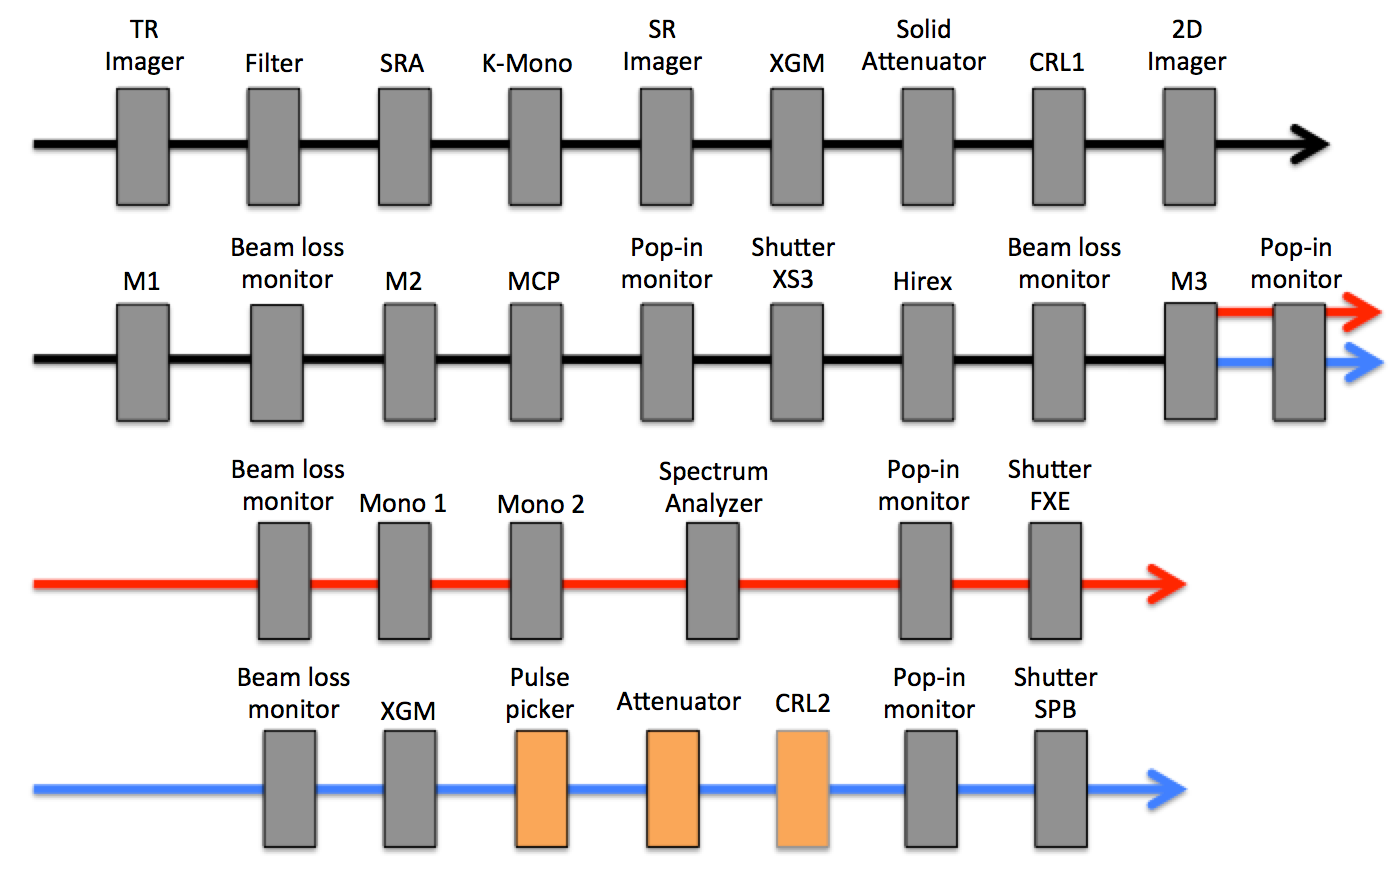 TR
Imager
Filter
SRA
K-Mono
SR
Imager
XGM
Solid
Attenuator
CRL1
2D
Imager
M1
Beam loss
monitor
M2
MCP
Pop-in
monitor
Shutter
XS3
Hirex
Beam loss
monitor
M3
Pop-in
monitor
Beam loss
monitor
Mono 1
Mono 2
Spectrum
Analyzer
Pop-in
monitor
Shutter
FXE
Beam loss
monitor
XGM
Pulse
picker
Attenuator
CRL2
Pop-in
monitor
Shutter
SPB